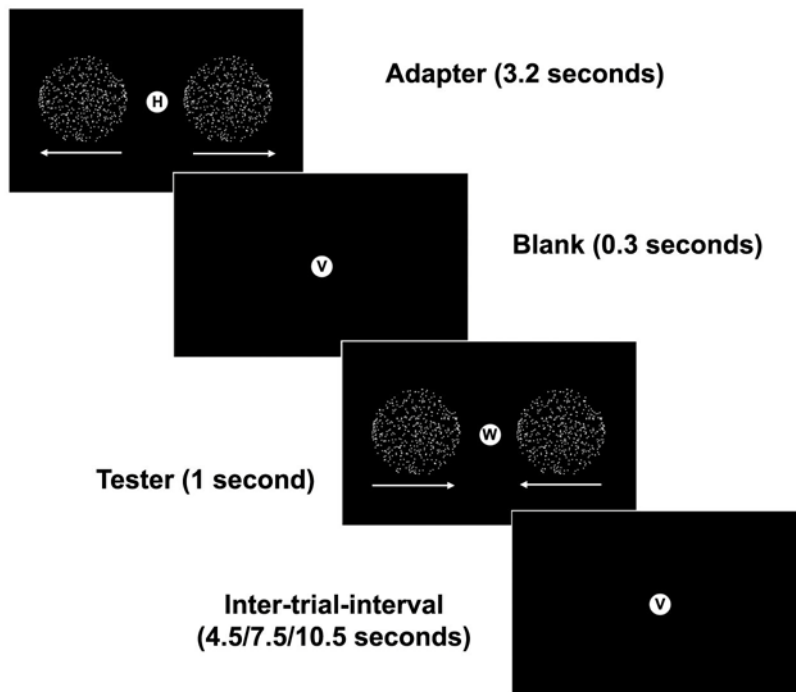 H
Adapter (3.2 seconds)
V
Blank (0.3 seconds)
W
Tester (1 second)
V
Inter-trial-interval
(4.5/7.5/10.5 seconds)